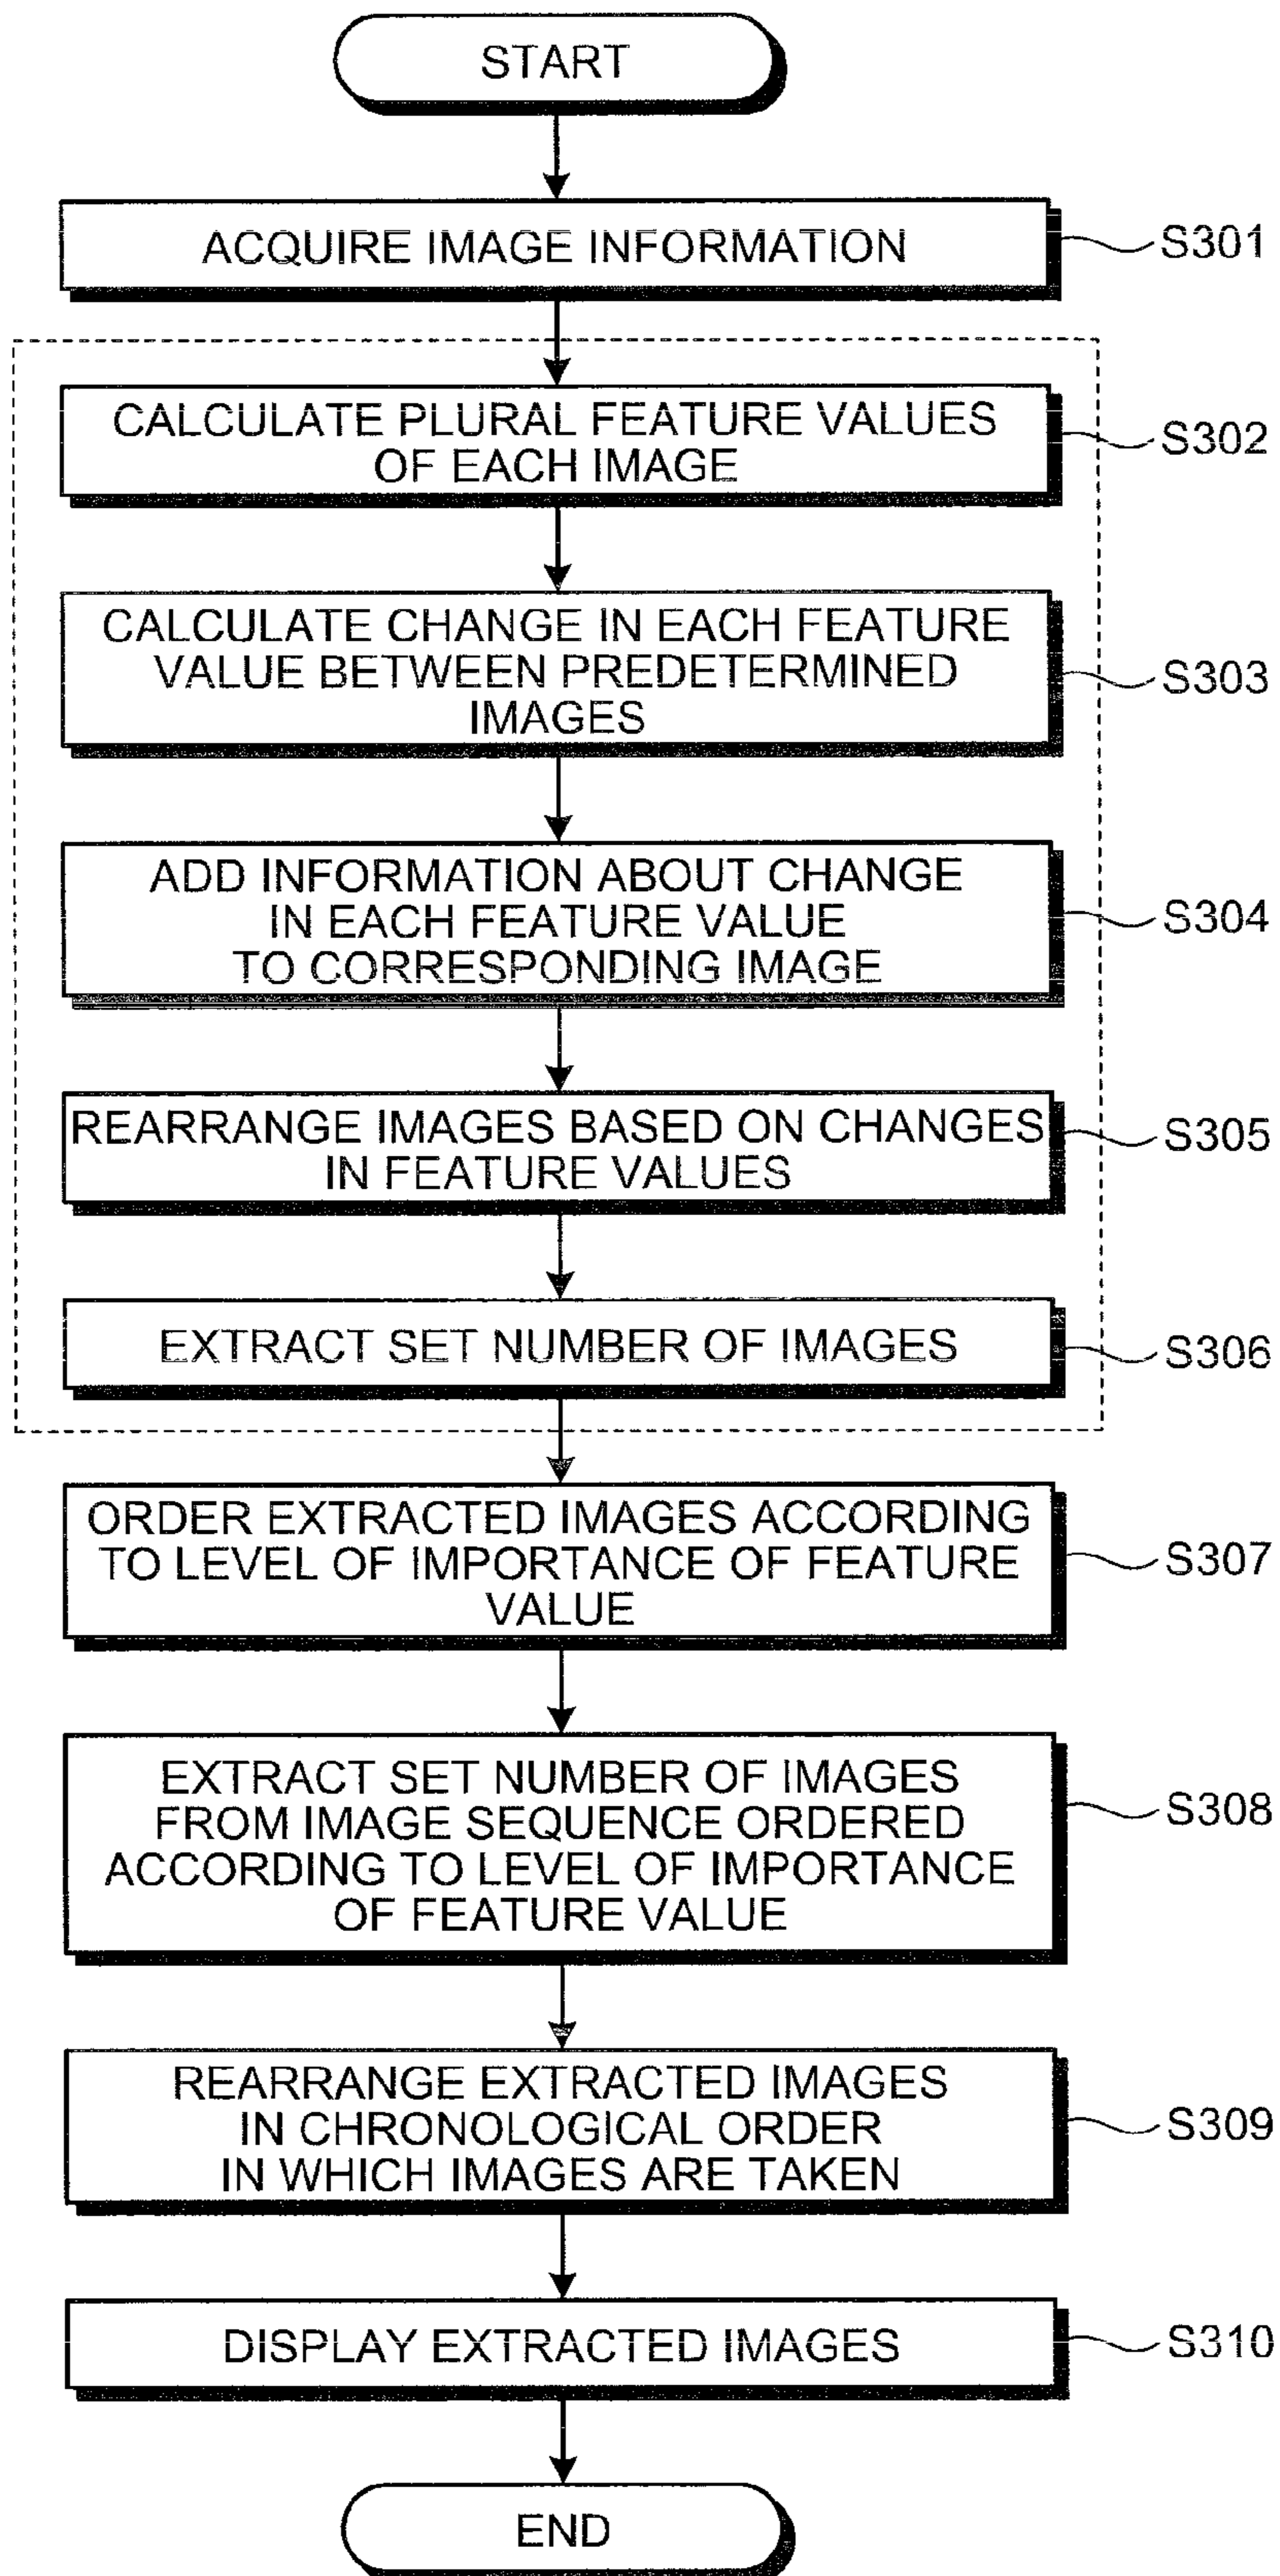 START
ACQUIRE IMAGE INFORMATION
S301
CALCULATE PLURAL FEATURE VALUES
OF EACH IMAGE
S302
CALCULATE CHANGE IN EACH FEATURE
VALUE BETWEEN PREDETERMINED
IMAGES
S303
ADD INFORMATION ABOUT CHANGE
IN EACH FEATURE VALUE
TO CORRESPONDING IMAGE
S304
REARRANGE IMAGES BASED ON CHANGES
IN FEATURE VALUES
S305
EXTRACT SET NUMBER OF IMAGES
S306
ORDER EXTRACTED IMAGES ACCORDING
TO LEVEL OF IMPORTANCE OF FEATURE
VALUE
S307
EXTRACT SET NUMBER OF IMAGES
FROM IMAGE SEQUENCE ORDERED
ACCORDING TO LEVEL OF IMPORTANCE
OF FEATURE VALUE
S308
REARRANGE EXTRACTED IMAGES
IN CHRONOLOGICAL ORDER
IN WHICH IMAGES ARE TAKEN
S309
DISPLAY EXTRACTED IMAGES
S310
END